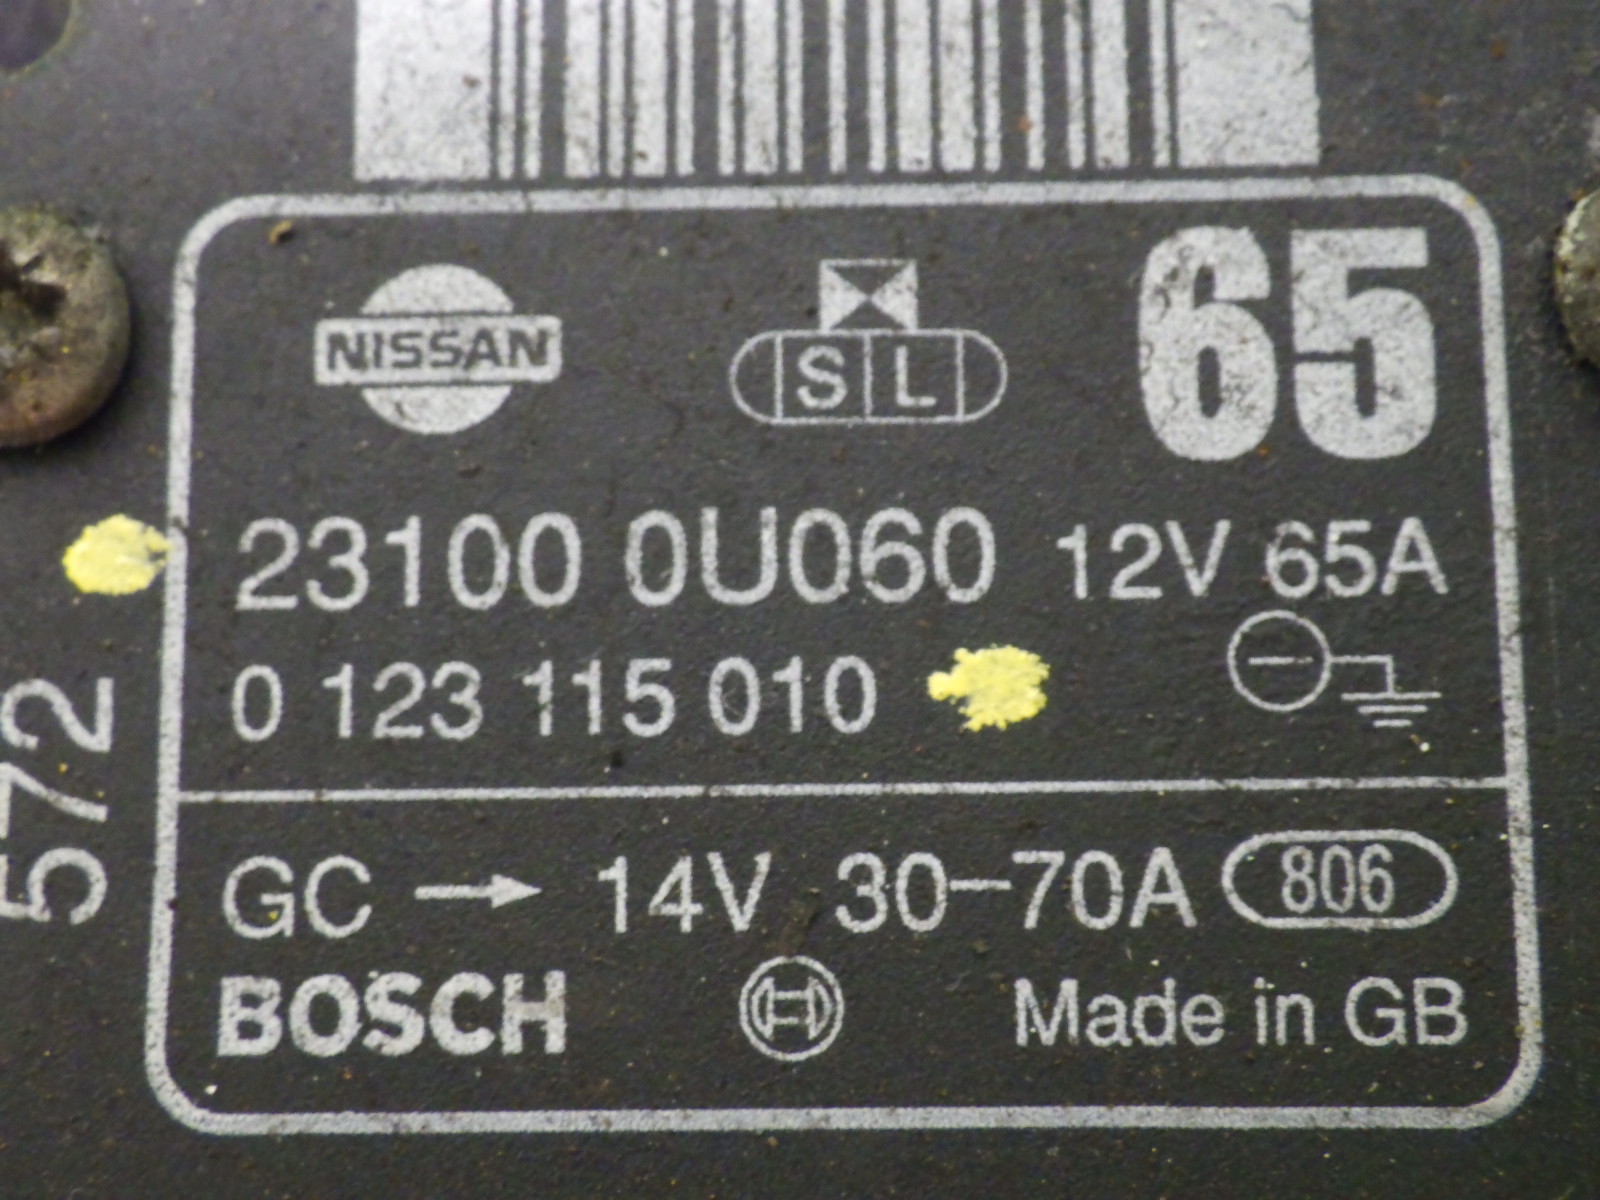 NISSAN
S L
65
23100 0U060 12V 65A
0 123 115 010
572
GC → 14V 30-70A 806
BOSCH Made in GB